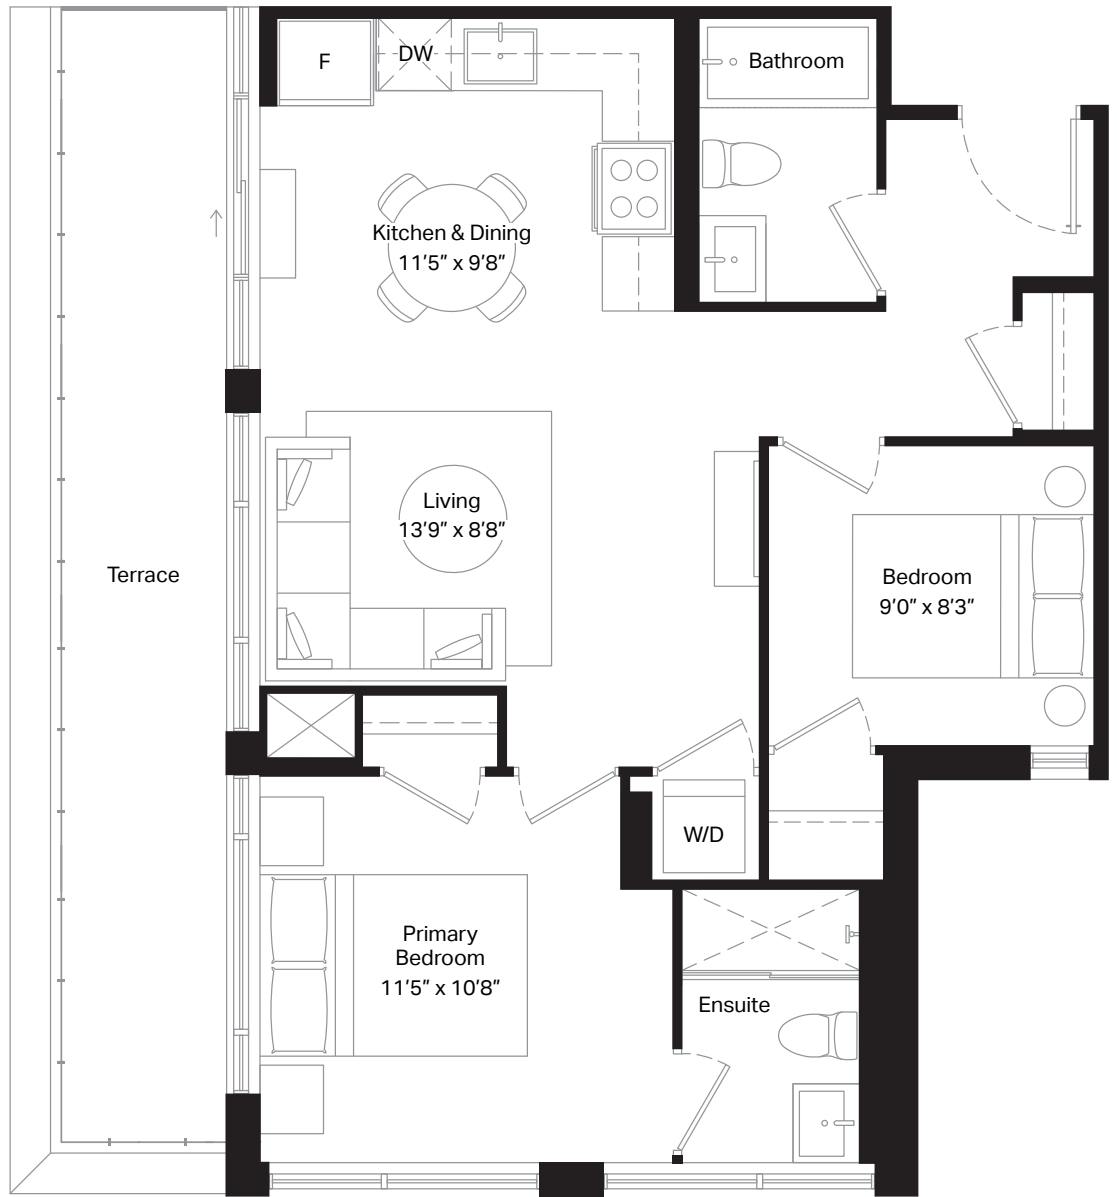 F
DW
Bathroom
Kitchen & Dining
11'5" x 9'8"
Living
13'9" x 8'8"
Terrace
Bedroom
9'0" x 8'3"
W/D
Primary
Bedroom
11'5" x 10'8"
Ensuite